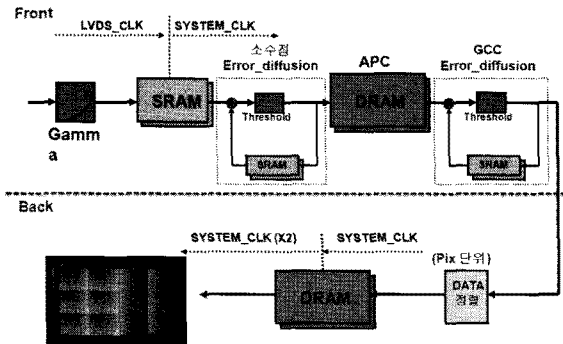 Front
LVDS_CLK
SYSTEM_CLK
소수점
Error_diffusion
APC
GCC
Error_diffusion
SRAM
DRAM
Threshold
Threshold
Gamm
a
SRAM
SRAM
Back
SYSTEM_CLK (X2)
SYSTEM_CLK
(Pix 단위)
DRAM
DATA
정렬